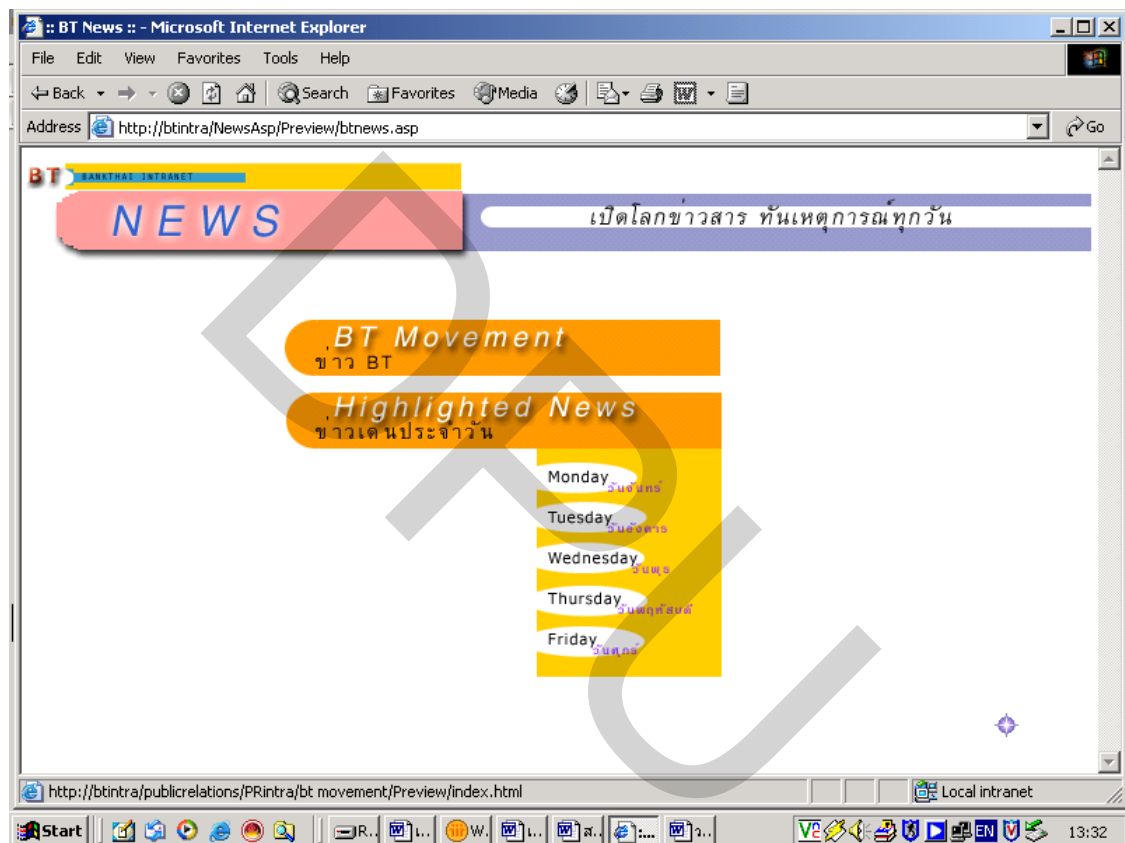 :: BT News :: - Microsoft Internet Explorer
File Edit View Favorites Tools Help
Back Search Favorites Media
Address http://btintra/NewsAsp/Preview/btnews.asp Go
BT BANKTHAI INTRANET
NEWS
เปิดโลกข่าวสาร ทันเหตุการณ์ทุกวัน
BT Movement
ข่าว BT
Highlighted News
ข่าวเด่นประจำวัน
Monday
วันจันทร์
Tuesday
วันอังคาร
Wednesday
วันพุธ
Thursday
วันพฤหัสบดี
Friday
วันศุกร์
DPU
http://btintra/publicrelations/PRintra/bt movement/Preview/index.html Local intranet
Start R.. เ.. W.. เ.. ส.. :... ว.. EN 13:32